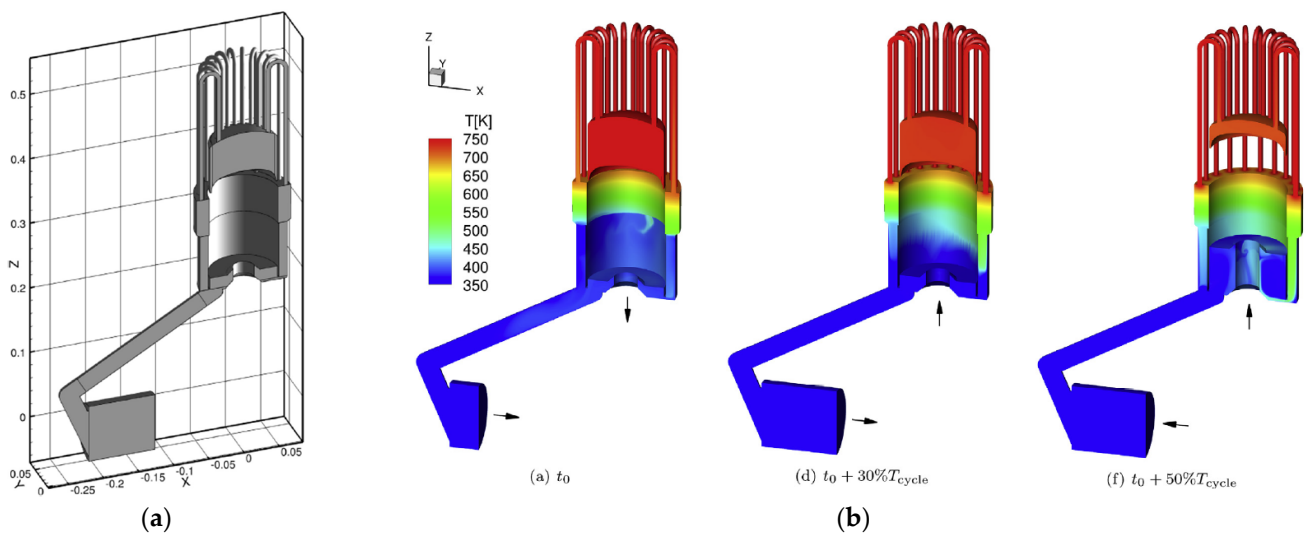 0.5
0.4
0.3
Z
0.2
0.1
0
0.05
Y
0
-0.25
-0.2
-0.15
-0.1
X
-0.05
0
0.05
(a)
Z
Y
X
T[K]
750
700
650
600
550
500
450
400
350
(a) t₀
(d) t₀ + 30%T_cycle
(f) t₀ + 50%T_cycle
(b)